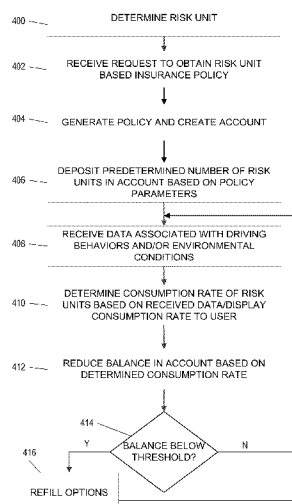 400
DETERMINE RISK UNIT
402
RECEIVE REQUEST TO OBTAIN RISK UNIT
BASED INSURANCE POLICY
404
GENERATE POLICY AND CREATE ACCOUNT
406
DEPOSIT PREDETERMINED NUMBER OF RISK
UNITS IN ACCOUNT BASED ON POLICY
PARAMETERS
408
RECEIVE DATA ASSOCIATED WITH DRIVING
BEHAVIORS AND/OR ENVIRONMENTAL
CONDITIONS
410
DETERMINE CONSUMPTION RATE OF RISK
UNITS BASED ON RECEIVED DATA/DISPLAY
CONSUMPTION RATE TO USER
412
REDUCE BALANCE IN ACCOUNT BASED ON
DETERMINED CONSUMPTION RATE
414
Y
BALANCE BELOW
THRESHOLD?
N
416
REFILL OPTIONS